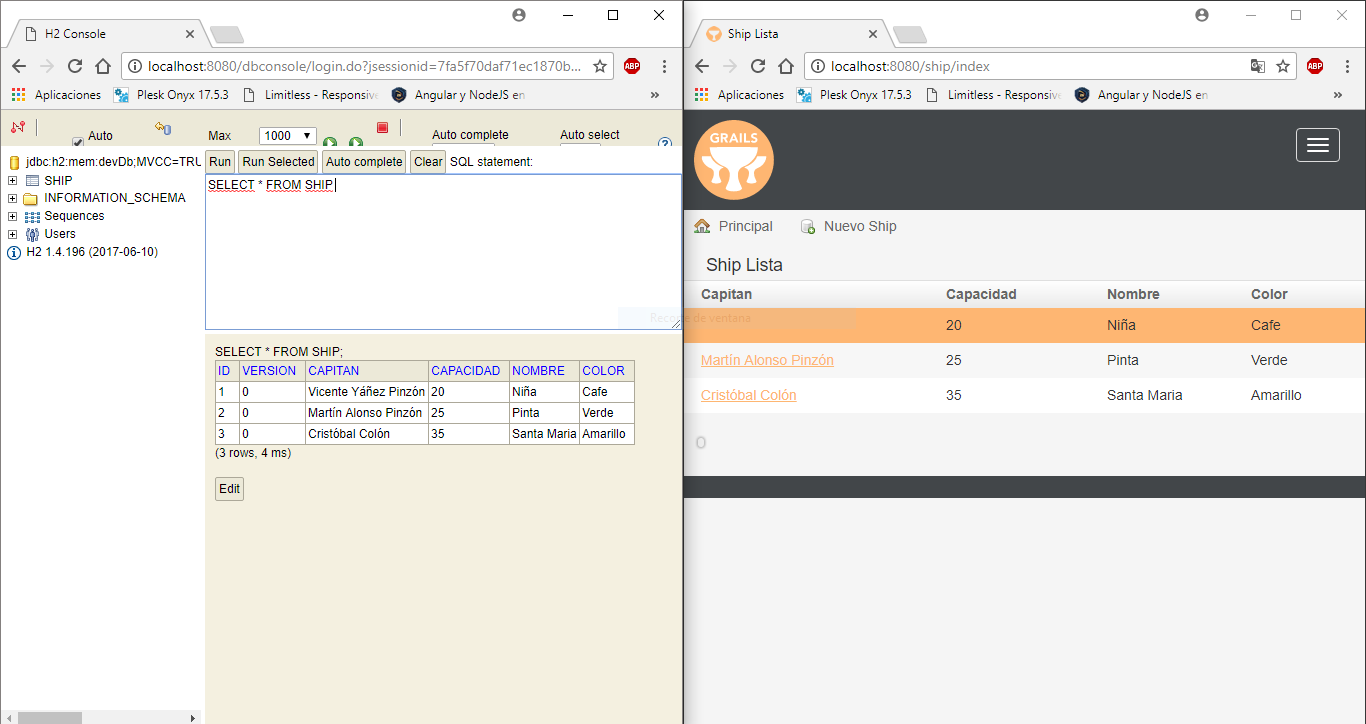 H2 Console
localhost:8080/dbconsole/login.do?jsessionid=7fa5f70daf71ec1870b...
ABP
Aplicaciones
Plesk Onyx 17.5.3
Limitless - Responsive
Angular y NodeJS en
»
Auto
Max
1000
Auto complete
Auto select
jdbc:h2:mem:devDb;MVCC=TRU
SHIP
INFORMATION_SCHEMA
Sequences
Users
H2 1.4.196 (2017-06-10)
Run
Run Selected
Auto complete
Clear
SQL statement:
SELECT * FROM SHIP
Recorte de ventana
SELECT * FROM SHIP;
ID VERSION CAPITAN CAPACIDAD NOMBRE COLOR
1 0 Vicente Yáñez Pinzón 20 Niña Cafe
2 0 Martín Alonso Pinzón 25 Pinta Verde
3 0 Cristóbal Colón 35 Santa Maria Amarillo
(3 rows, 4 ms)
Edit
Ship Lista
localhost:8080/ship/index
ABP
Aplicaciones
Plesk Onyx 17.5.3
Limitless - Responsive
Angular y NodeJS en
»
GRAILS
Principal
Nuevo Ship
Ship Lista
Capitan Capacidad Nombre Color
20 Niña Cafe
Martín Alonso Pinzón 25 Pinta Verde
Cristóbal Colón 35 Santa Maria Amarillo